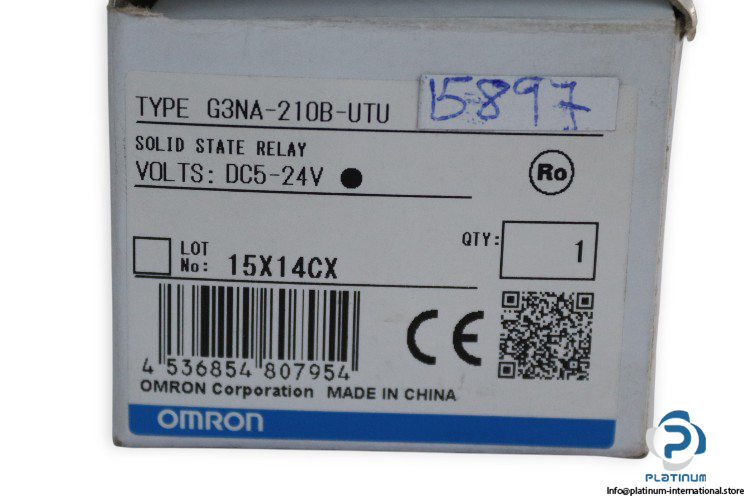 TYPE G3NA-210B-UTU
15897
SOLID STATE RELAY
VOLTS: DC5-24V
Ro
LOT
No: 15X14CX
QTY: 1
CE
4 536854 807954
OMRON Corporation MADE IN CHINA
OMRON
PLATINUM
Info@platinum-international.store